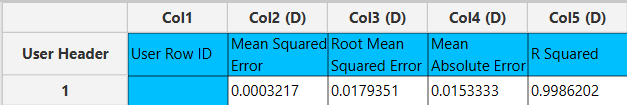 Col1 Col2 (D) Col3 (D) Col4 (D) Col5 (D)
User Header User Row ID Mean Squared Error Root Mean Squared Error Mean Absolute Error R Squared
1 0.0003217 0.0179351 0.0153333 0.9986202